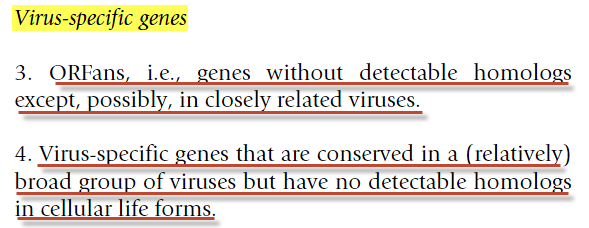 Virus-specific genes
3. ORFans, i.e., genes without detectable homologs
except, possibly, in closely related viruses.
4. Virus-specific genes that are conserved in a (relatively)
broad group of viruses but have no detectable homologs
in cellular life forms.